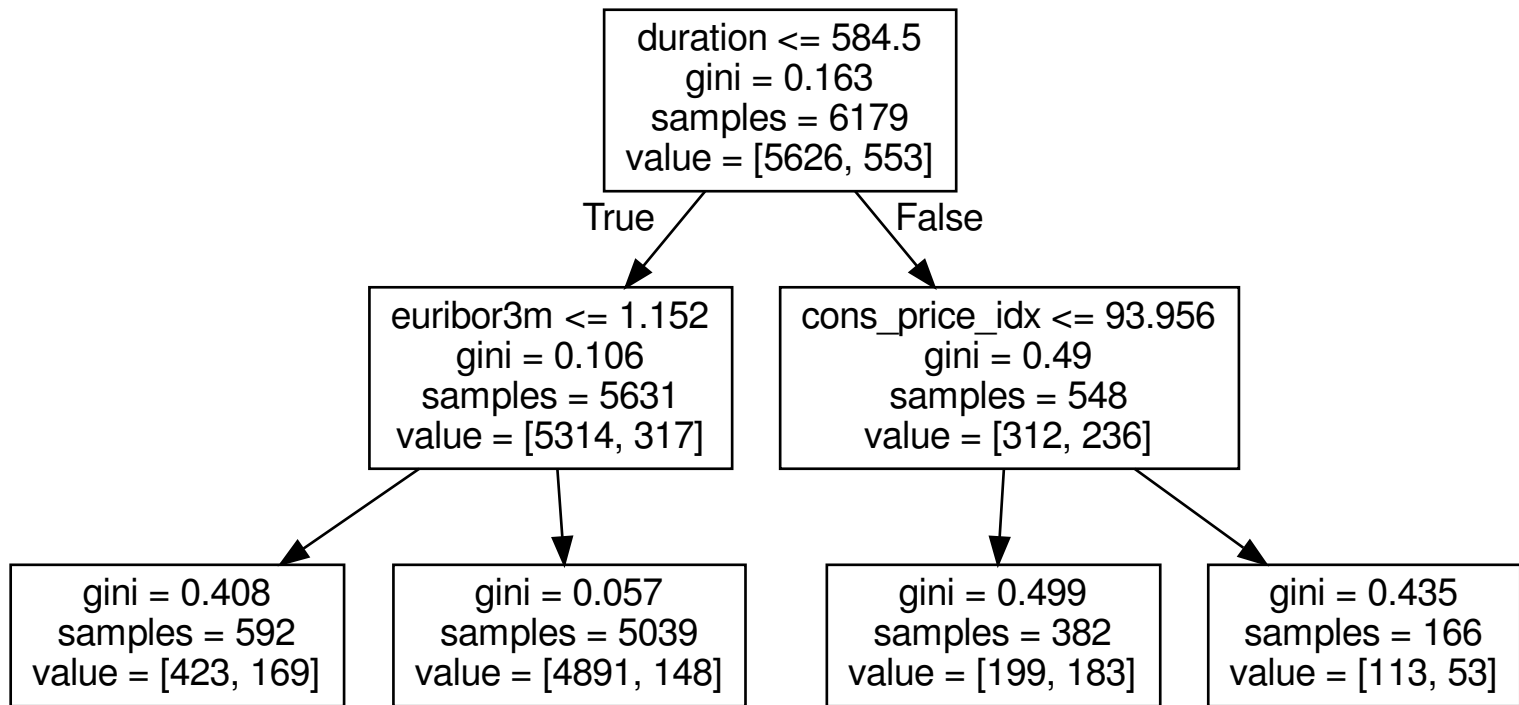 duration <= 584.5
gini = 0.163
samples = 6179
value = [5626, 553]
True
False
euribor3m <= 1.152
gini = 0.106
samples = 5631
value = [5314, 317]
cons_price_idx <= 93.956
gini = 0.49
samples = 548
value = [312, 236]
gini = 0.408
samples = 592
value = [423, 169]
gini = 0.057
samples = 5039
value = [4891, 148]
gini = 0.499
samples = 382
value = [199, 183]
gini = 0.435
samples = 166
value = [113, 53]